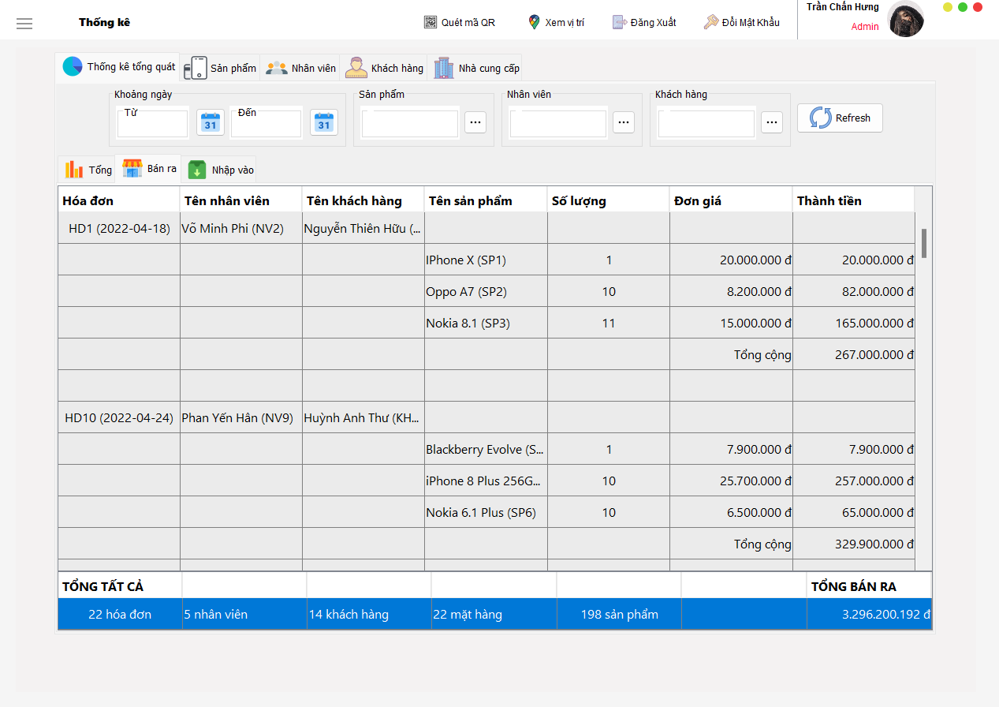 Thống kê
Quét mã QR
Xem vị trí
Đăng Xuất
Đổi Mật Khẩu
Trần Chấn Hưng
Admin
Thống kê tổng quát
Sản phẩm
Nhân viên
Khách hàng
Nhà cung cấp
Khoảng ngày
Từ
31
Đến
31
Sản phẩm
...
Nhân viên
...
Khách hàng
...
Refresh
Tổng
Bán ra
Nhập vào
Hóa đơn Tên nhân viên Tên khách hàng Tên sản phẩm Số lượng Đơn giá Thành tiền
HD1 (2022-04-18) Võ Minh Phi (NV2) Nguyễn Thiên Hữu (...
IPhone X (SP1) 1 20.000.000 đ 20.000.000 đ
Oppo A7 (SP2) 10 8.200.000 đ 82.000.000 đ
Nokia 8.1 (SP3) 11 15.000.000 đ 165.000.000 đ
Tổng cộng 267.000.000 đ
HD10 (2022-04-24) Phan Yến Hân (NV9) Huỳnh Anh Thư (KH...
Blackberry Evolve (S... 1 7.900.000 đ 7.900.000 đ
iPhone 8 Plus 256G... 10 25.700.000 đ 257.000.000 đ
Nokia 6.1 Plus (SP6) 10 6.500.000 đ 65.000.000 đ
Tổng cộng 329.900.000 đ
TỔNG TẤT CẢ TỔNG BÁN RA
22 hóa đơn 5 nhân viên 14 khách hàng 22 mặt hàng 198 sản phẩm 3.296.200.192 đ